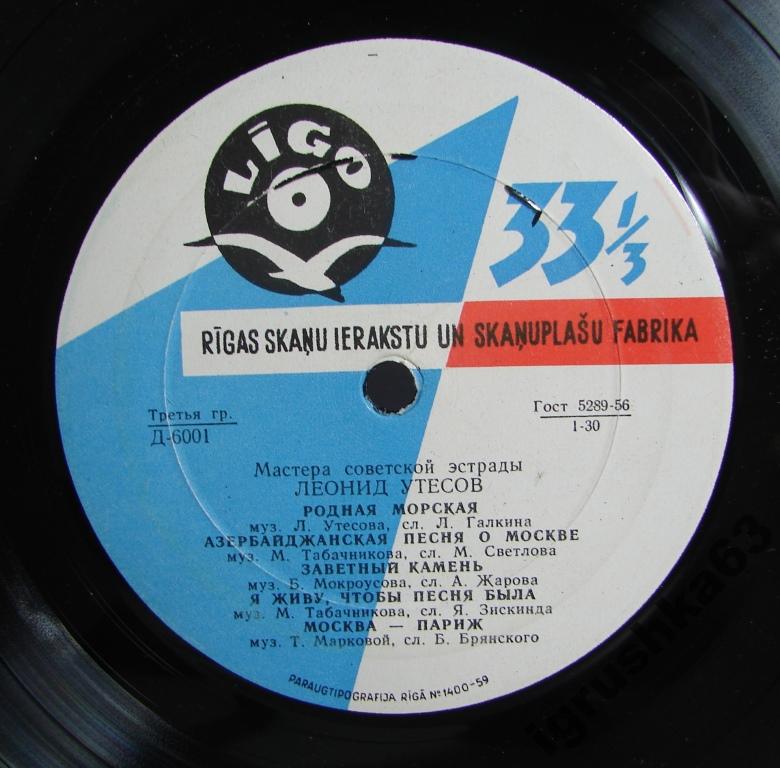 LĪGO
33 1/3
RĪGAS SKAŅU IERAKSTU UN SKAŅUPLAŠU FABRIKA
Третья гр.
Д-6001
Гост 5289-56
1-30
Мастера советской эстрады
ЛЕОНИД УТЕСОВ
РОДНАЯ МОРСКАЯ
муз. Л. Утесова, сл. Л. Галкина
АЗЕРБАЙДЖАНСКАЯ ПЕСНЯ О МОСКВЕ
муз. М. Табачникова, сл. М. Светлова
ЗАВЕТНЫЙ КАМЕНЬ
муз. Б. Мокроусова, сл. А. Жарова
Я ЖИВУ, ЧТОБЫ ПЕСНЯ БЫЛА
муз. М. Табачникова, сл. Я. Зискинда
МОСКВА — ПАРИЖ
муз. Т. Марковой, сл. Б. Брянского
PARAUGTIPOGRAFIJA RĪGĀ № 1400-59
igrushka63